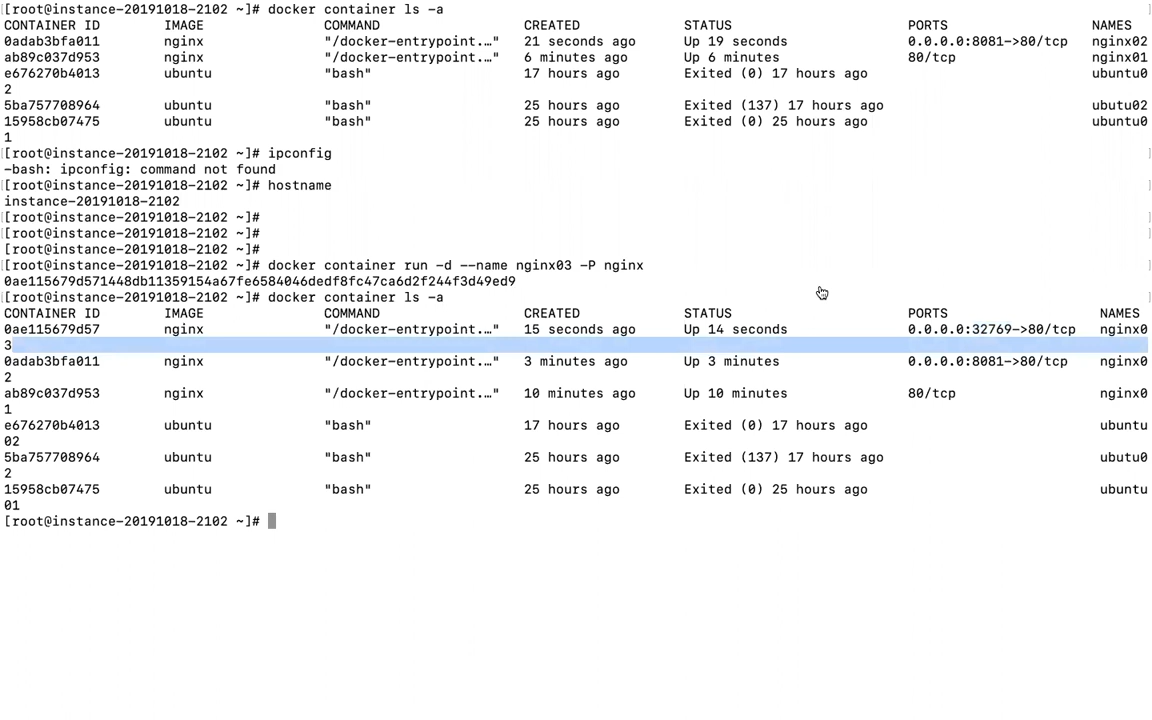 [root@instance-20191018-2102 ~]# docker container ls -a
CONTAINER ID IMAGE COMMAND CREATED STATUS PORTS NAMES
0adab3bfa011 nginx "/docker-entrypoint.…" 21 seconds ago Up 19 seconds 0.0.0.0:8081->80/tcp nginx02
ab89c037d953 nginx "/docker-entrypoint.…" 6 minutes ago Up 6 minutes 80/tcp nginx01
e676270b4013 ubuntu "bash" 17 hours ago Exited (0) 17 hours ago ubuntu0
2
5ba757708964 ubuntu "bash" 25 hours ago Exited (137) 17 hours ago ubutu02
15958cb07475 ubuntu "bash" 25 hours ago Exited (0) 25 hours ago ubuntu0
1
[root@instance-20191018-2102 ~]# ipconfig
-bash: ipconfig: command not found
[root@instance-20191018-2102 ~]# hostname
instance-20191018-2102
[root@instance-20191018-2102 ~]#
[root@instance-20191018-2102 ~]#
[root@instance-20191018-2102 ~]#
[root@instance-20191018-2102 ~]# docker container run -d --name nginx03 -P nginx
0ae115679d571448db11359154a67fe6584046dedf8fc47ca6d2f244f3d49ed9
[root@instance-20191018-2102 ~]# docker container ls -a
CONTAINER ID IMAGE COMMAND CREATED STATUS PORTS NAMES
0ae115679d57 nginx "/docker-entrypoint.…" 15 seconds ago Up 14 seconds 0.0.0.0:32769->80/tcp nginx0
3
0adab3bfa011 nginx "/docker-entrypoint.…" 3 minutes ago Up 3 minutes 0.0.0.0:8081->80/tcp nginx0
2
ab89c037d953 nginx "/docker-entrypoint.…" 10 minutes ago Up 10 minutes 80/tcp nginx0
1
e676270b4013 ubuntu "bash" 17 hours ago Exited (0) 17 hours ago ubuntu
02
5ba757708964 ubuntu "bash" 25 hours ago Exited (137) 17 hours ago ubutu0
2
15958cb07475 ubuntu "bash" 25 hours ago Exited (0) 25 hours ago ubuntu
01
[root@instance-20191018-2102 ~]#